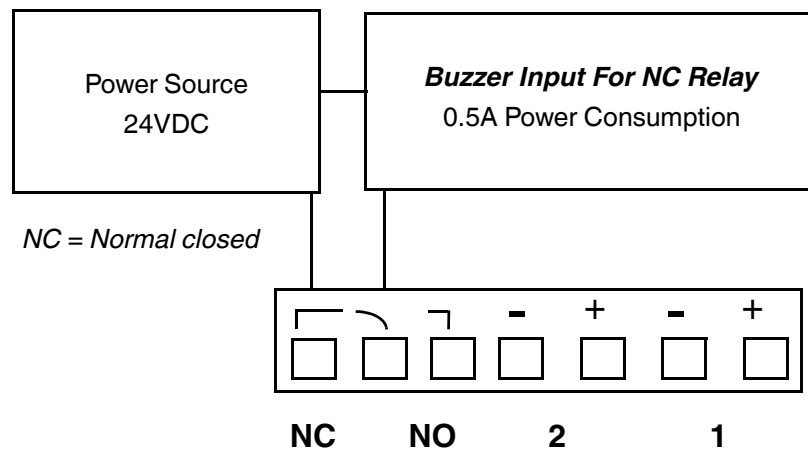 Power Source
24VDC
Buzzer Input For NC Relay
0.5A Power Consumption
NC = Normal closed
- + - +
NC NO 2 1